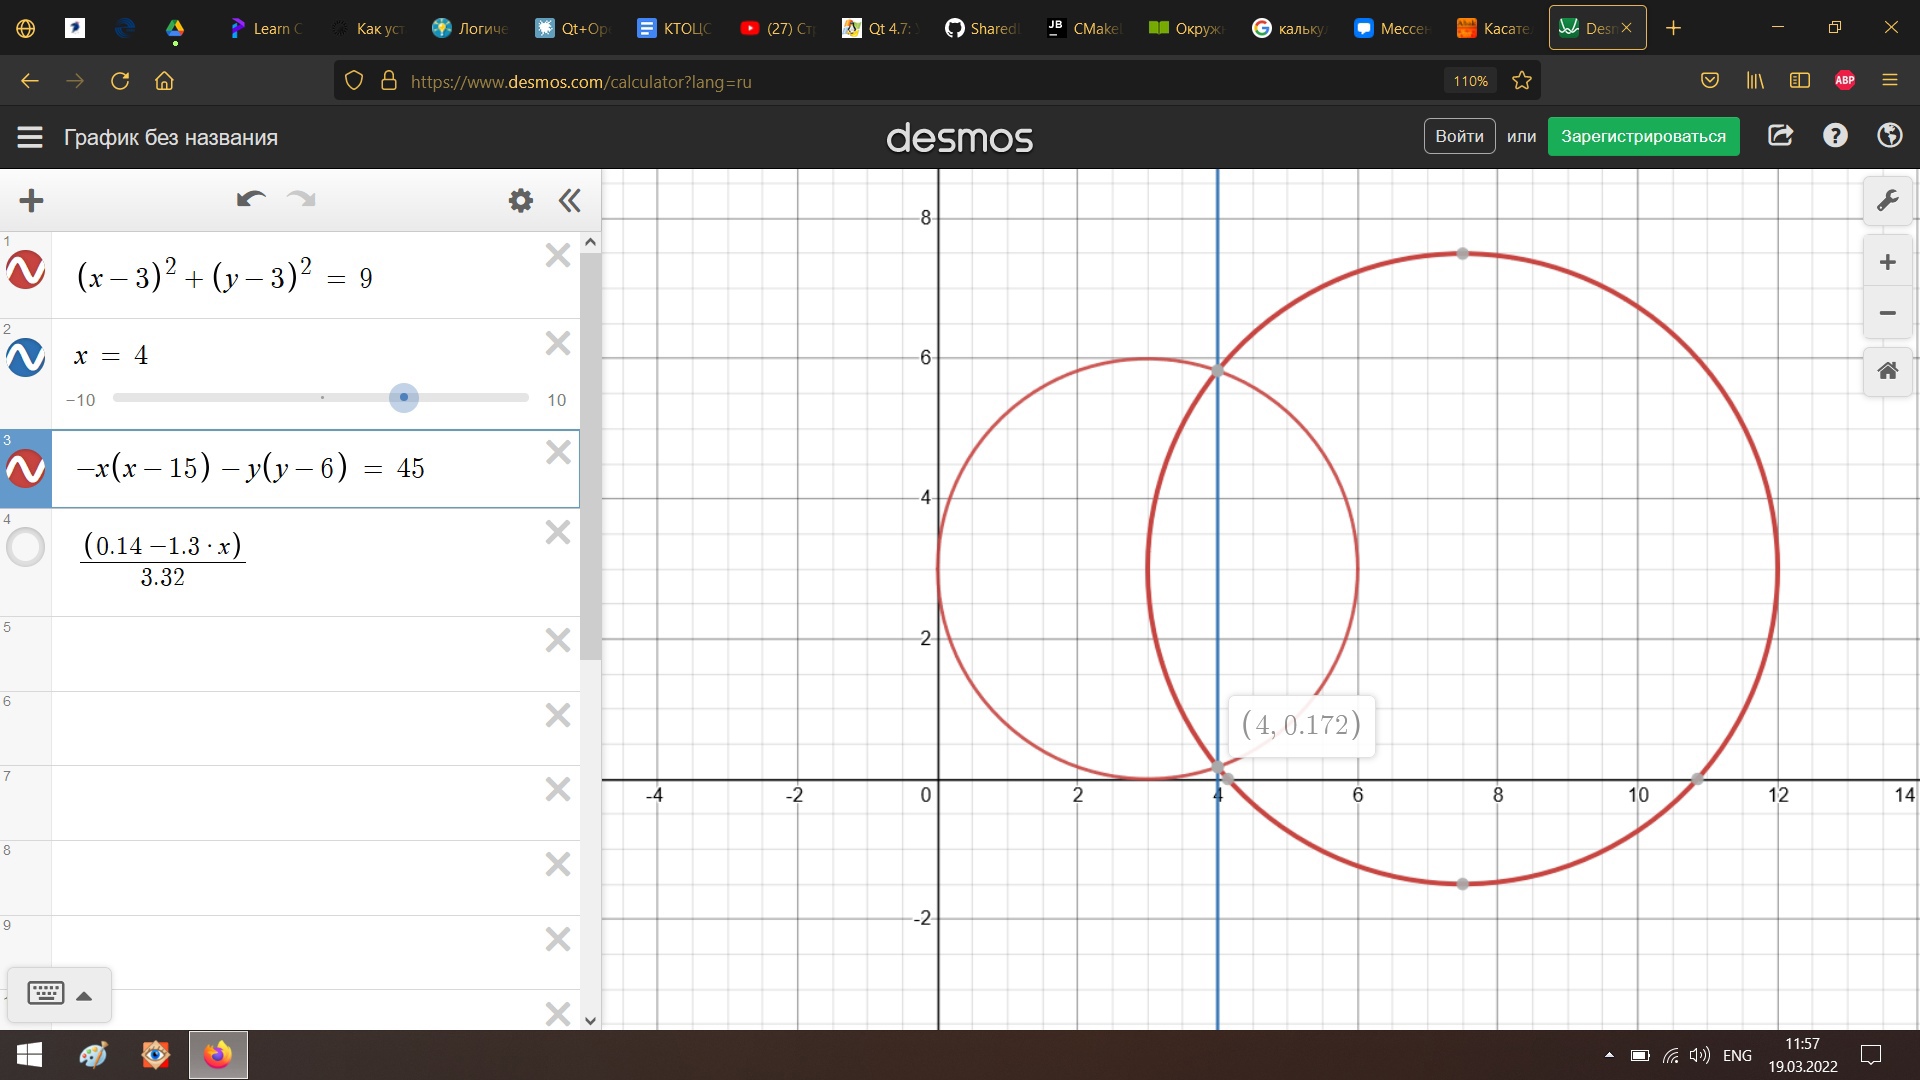 Learn C
Как уст
Логиче
Qt+Op
КТОЦС
(27) Ст
Qt 4.7:
Shared
JB
CMake
Окруж
кальку
Мессен
Касате
Des
https://www.desmos.com/calculator?lang=ru
110%
ABP
График без названия
desmos
Войти или Зарегистрироваться
1
(x−3)²+(y−3)² = 9
2
x = 4
−10
10
3
−x(x−15)−y(y−6) = 45
4
(0.14−1.3·x)
3.32
5
6
7
8
9
8
6
4
2
-2
-4
-2
0
2
4
6
8
10
12
14
(4, 0.172)
ENG
11:57
19.03.2022